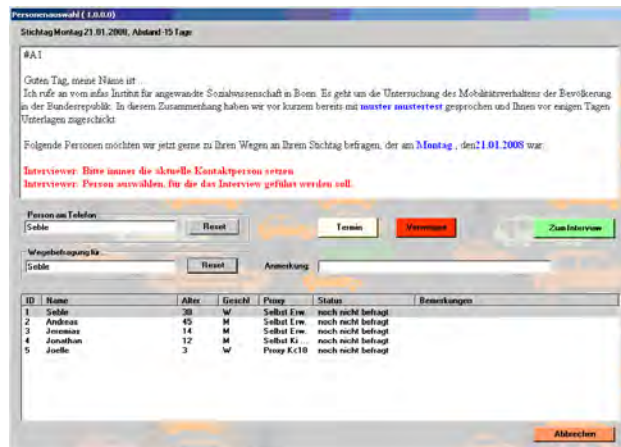 Personenauswahl ( 1.0.0.0)
Stichtag Montag 21.01.2008, Abstand -15 Tage
#A1
Guten Tag, meine Name ist ...
Ich rufe an vom infas Institut für angewandte Sozialwissenschaft in Bonn. Es geht um die Untersuchung des Mobilitätsverhaltens der Bevölkerung
in der Bundesrepublik. In diesem Zusammenhang haben wir vor kurzem bereits mit muster mustertest gesprochen und Ihnen vor einigen Tagen
Unterlagen zugeschickt
Folgende Personen möchten wir jetzt gerne zu Ihren Wegen an Ihrem Stichtag befragen, der am Montag , den21.01.2008 war.
Interviewer: Bitte immer die aktuelle Kontaktperson setzen
Interviewer: Person auswählen, für die das Interview geführt werden soll.
Person am Telefon
Seble Reset Termin Verweigert Zum Interview
Wegebefragung für...
Seble Reset Anmerkung:
ID Name Alter Geschl Proxy Status Bemerkungen
1 Seble 38 W Selbst Erw. noch nicht befragt
2 Andreas 45 M Selbst Erw. noch nicht befragt
3 Jeremias 14 M Selbst Erw. noch nicht befragt
4 Jonathan 12 M Selbst Ki ... noch nicht befragt
5 Joelle 3 W Proxy K<10 noch nicht befragt
Abbrechen